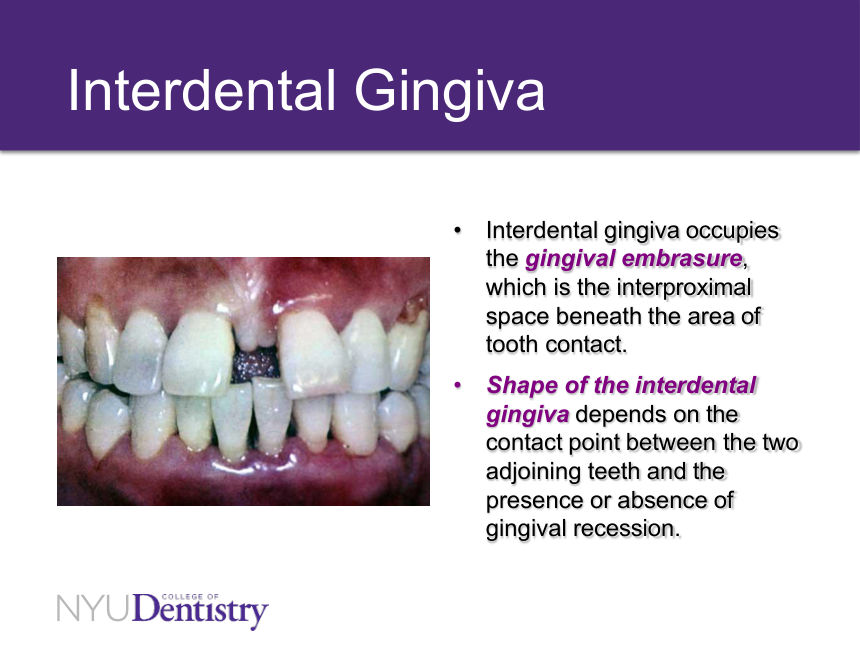 Interdental Gingiva
• Interdental gingiva occupies
the gingival embrasure,
which is the interproximal
space beneath the area of
tooth contact.
• Shape of the interdental
gingiva depends on the
contact point between the two
adjoining teeth and the
presence or absence of
gingival recession.
COLLEGE OF
NYU Dentistry